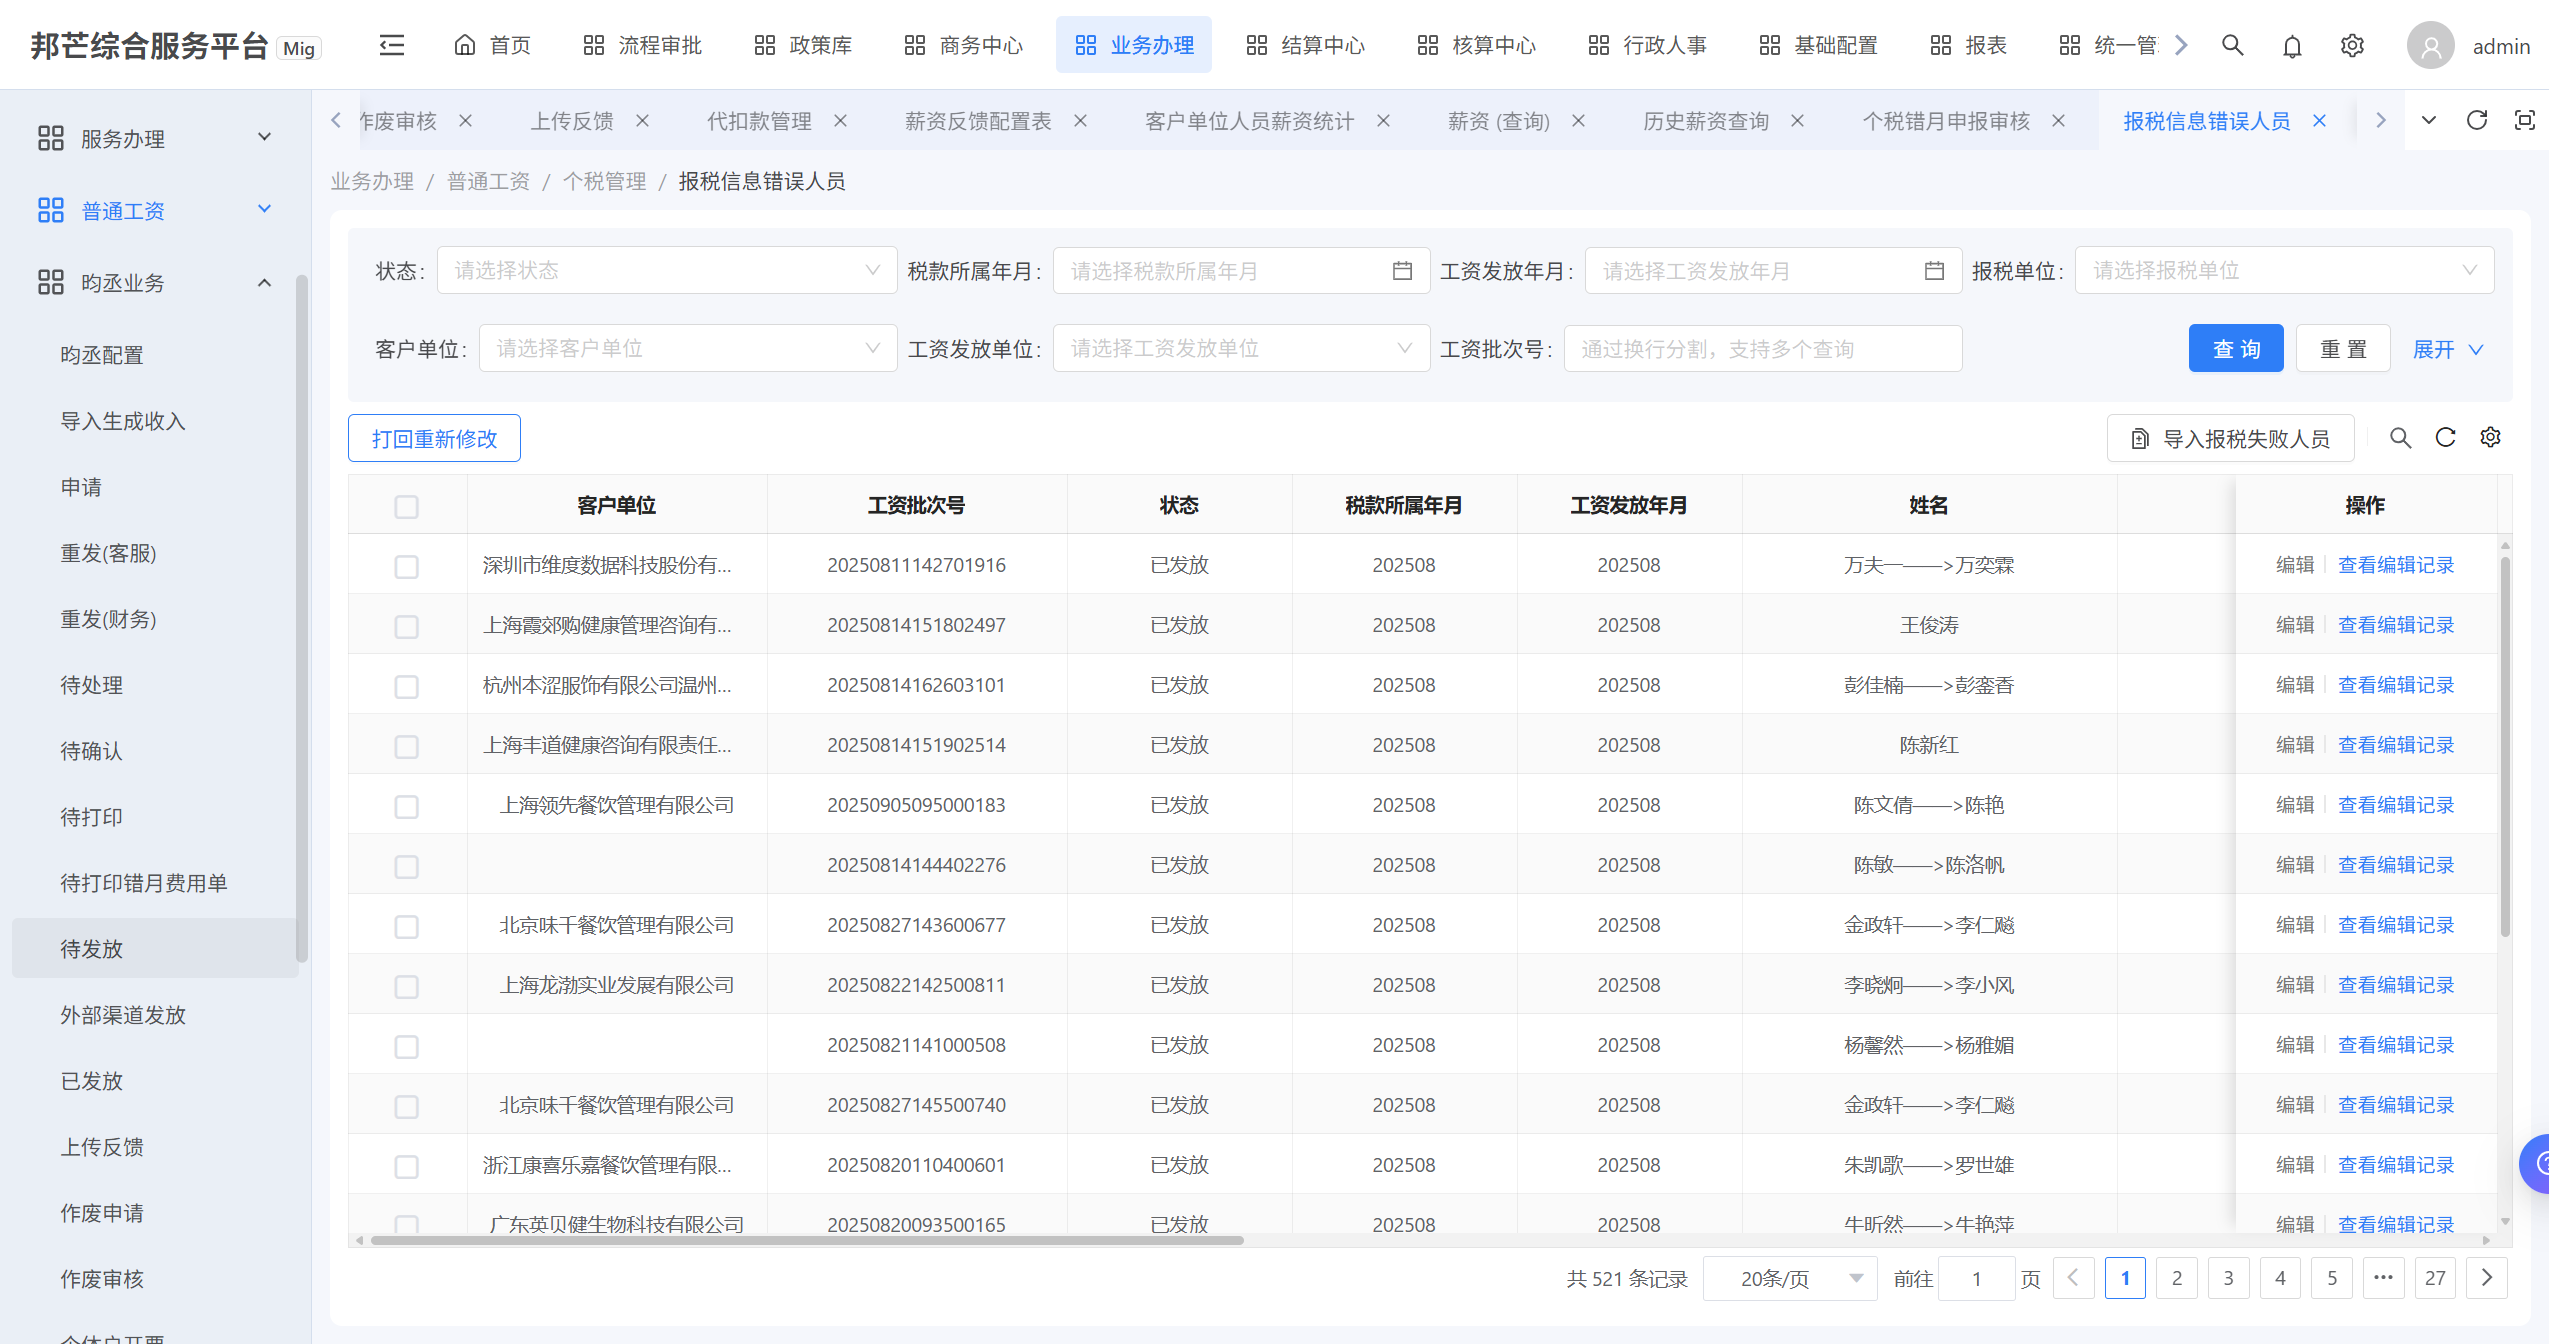 邦芒综合服务平台 Mig
首页 流程审批 政策库 商务中心 业务办理 结算中心 核算中心 行政人事 基础配置 报表 统一管 admin
作废审核 上传反馈 代扣款管理 薪资反馈配置表 客户单位人员薪资统计 薪资 (查询) 历史薪资查询 个税错月申报审核 报税信息错误人员
业务办理 / 普通工资 / 个税管理 / 报税信息错误人员
服务办理
普通工资
昀丞业务
昀丞配置
导入生成收入
申请
重发(客服)
重发(财务)
待处理
待确认
待打印
待打印错月费用单
待发放
外部渠道发放
已发放
上传反馈
作废申请
作废审核
个体户开票
状态: 请选择状态 税款所属年月: 请选择税款所属年月 工资发放年月: 请选择工资发放年月 报税单位: 请选择报税单位
客户单位: 请选择客户单位 工资发放单位: 请选择工资发放单位 工资批次号: 通过换行分割，支持多个查询 查 询 重 置 展开
打回重新修改 导入报税失败人员
客户单位 工资批次号 状态 税款所属年月 工资发放年月 姓名 操作
深圳市维度数据科技股份有... 20250811142701916 已发放 202508 202508 万夫一——>万奕霖 编辑 查看编辑记录
上海霞郊购健康管理咨询有... 20250814151802497 已发放 202508 202508 王俊涛 编辑 查看编辑记录
杭州本涩服饰有限公司温州... 20250814162603101 已发放 202508 202508 彭佳楠——>彭銮香 编辑 查看编辑记录
上海丰道健康咨询有限责任... 20250814151902514 已发放 202508 202508 陈新红 编辑 查看编辑记录
上海领先餐饮管理有限公司 20250905095000183 已发放 202508 202508 陈文倩——>陈艳 编辑 查看编辑记录
20250814144402276 已发放 202508 202508 陈敏——>陈洛帆 编辑 查看编辑记录
北京味千餐饮管理有限公司 20250827143600677 已发放 202508 202508 金政轩——>李仁飚 编辑 查看编辑记录
上海龙渤实业发展有限公司 20250822142500811 已发放 202508 202508 李晓炯——>李小风 编辑 查看编辑记录
20250821141000508 已发放 202508 202508 杨馨然——>杨雅媚 编辑 查看编辑记录
北京味千餐饮管理有限公司 20250827145500740 已发放 202508 202508 金政轩——>李仁飚 编辑 查看编辑记录
浙江康喜乐嘉餐饮管理有限... 20250820110400601 已发放 202508 202508 朱凯歌——>罗世雄 编辑 查看编辑记录
广东英贝健生物科技有限公司 20250820093500165 已发放 202508 202508 牛昕然——>牛艳萍 编辑 查看编辑记录
共 521 条记录 20条/页 前往 1 页 1 2 3 4 5 ••• 27